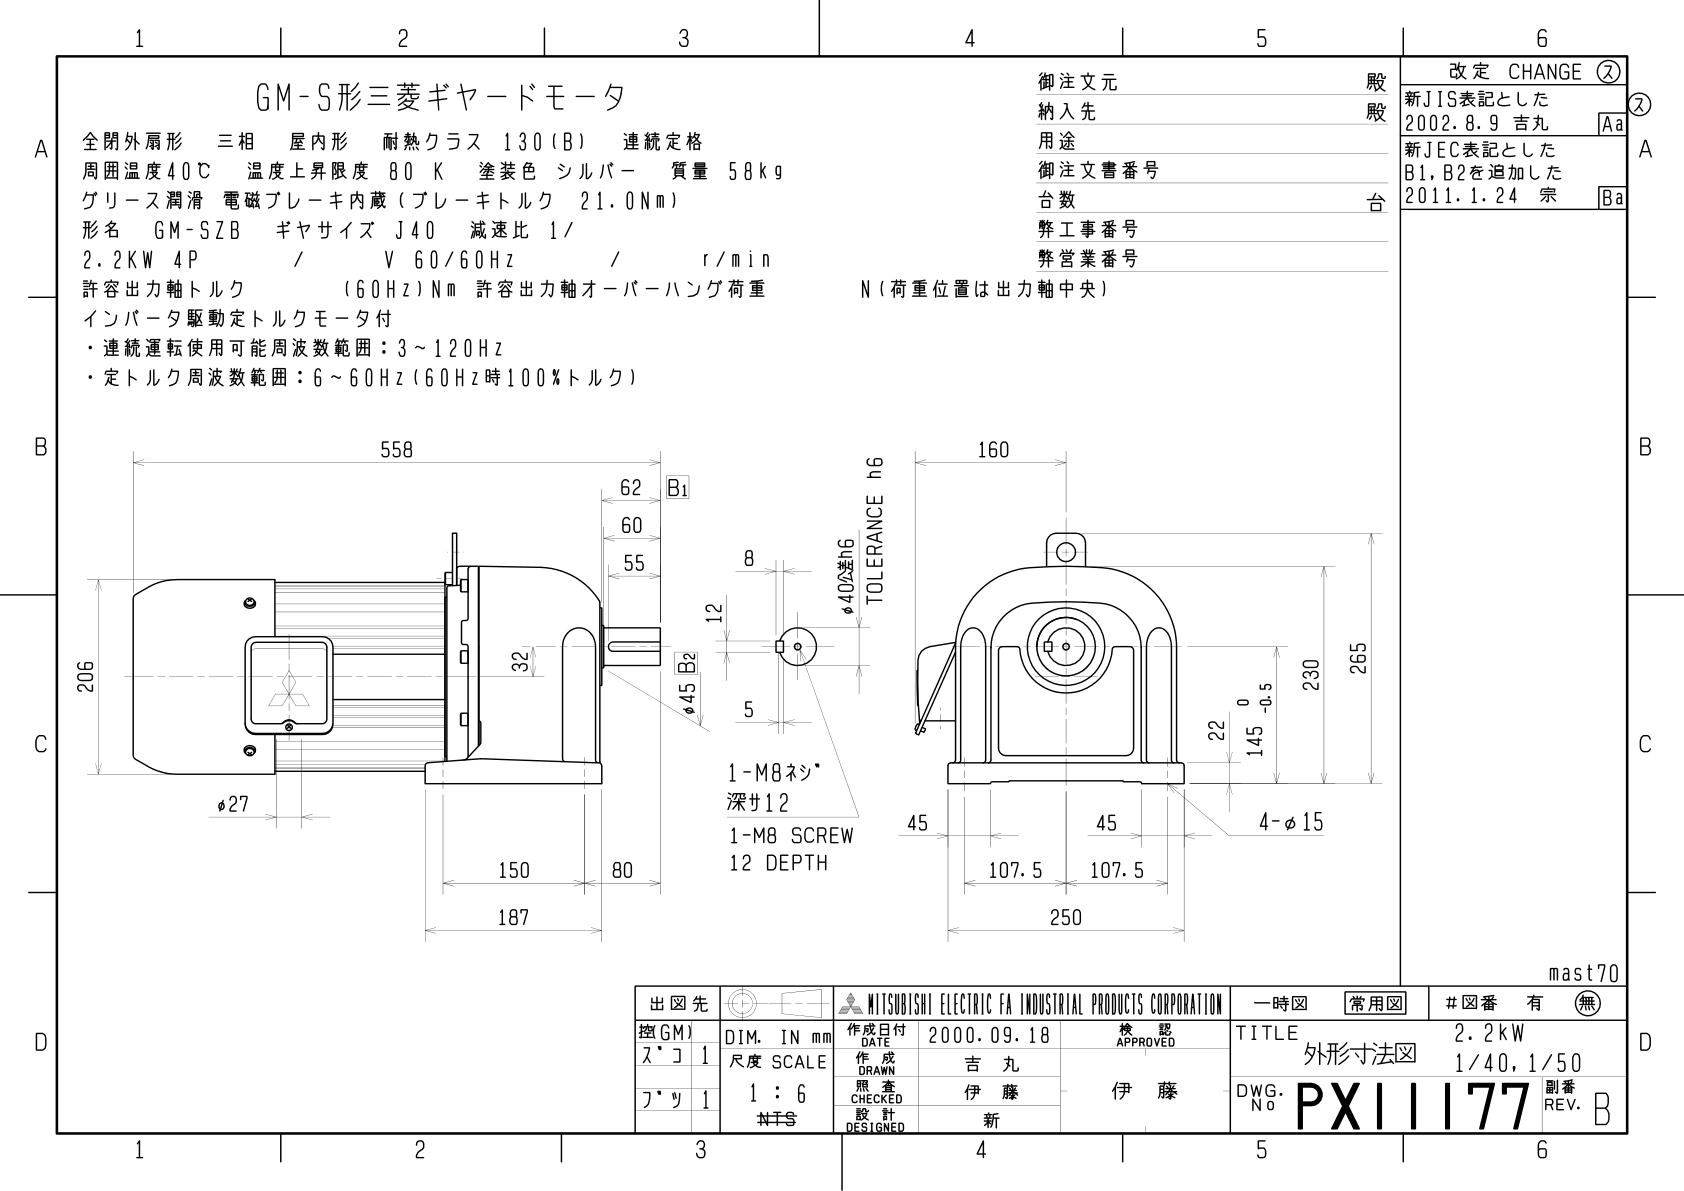 1 2 3 4 5 6
GM-S形三菱ギヤードモータ
全閉外扇形 三相 屋内形 耐熱クラス 130(B) 連続定格
周囲温度40℃ 温度上昇限度 80 K 塗装色 シルバー 質量 58kg
グリース潤滑 電磁ブレーキ内蔵(ブレーキトルク 21.0Nm)
形名 GM-SZB ギヤサイズ J40 減速比 1/
2.2KW 4P / V 60/60Hz / r/min
許容出力軸トルク (60Hz)Nm 許容出力軸オーバーハング荷重 N(荷重位置は出力軸中央)
インバータ駆動定トルクモータ付
・連続運転使用可能周波数範囲：3~120Hz
・定トルク周波数範囲：6~60Hz(60Hz時100%トルク)
御注文元 殿
納入先 殿
用途
御注文書番号
台数 台
弊工事番号
弊営業番号
改定 CHANGE ス
新JIS表記とした
2002.8.9 吉丸 Aa
ス
新JEC表記とした
B1,B2を追加した
2011.1.24 宗 Ba
A A
B B
C C
D D
558
62 B1
60
55
206
32
B2
φ45
φ27
150 80
187
8
12
5
φ40公差h6
TOLERANCE h6
1-M8ネジ
深サ12
1-M8 SCREW
12 DEPTH
160
265
230
0
145 -0.5
22
4-φ15
45 45
107.5 107.5
250
mast70
出図先
控(GM)
ズコ 1
ブツ 1
DIM. IN mm
尺度 SCALE
1 : 6
NTS
MITSUBISHI ELECTRIC FA INDUSTRIAL PRODUCTS CORPORATION
作成日付 DATE 2000.09.18
作成 DRAWN 吉丸
照査 CHECKED 伊藤
設計 DESIGNED 新
検認 APPROVED
伊藤
一時図 常用図 #図番 有 無
TITLE 外形寸法図
2.2kW
1/40,1/50
DWG. No PX11177
副番 REV. B
1 2 3 4 5 6